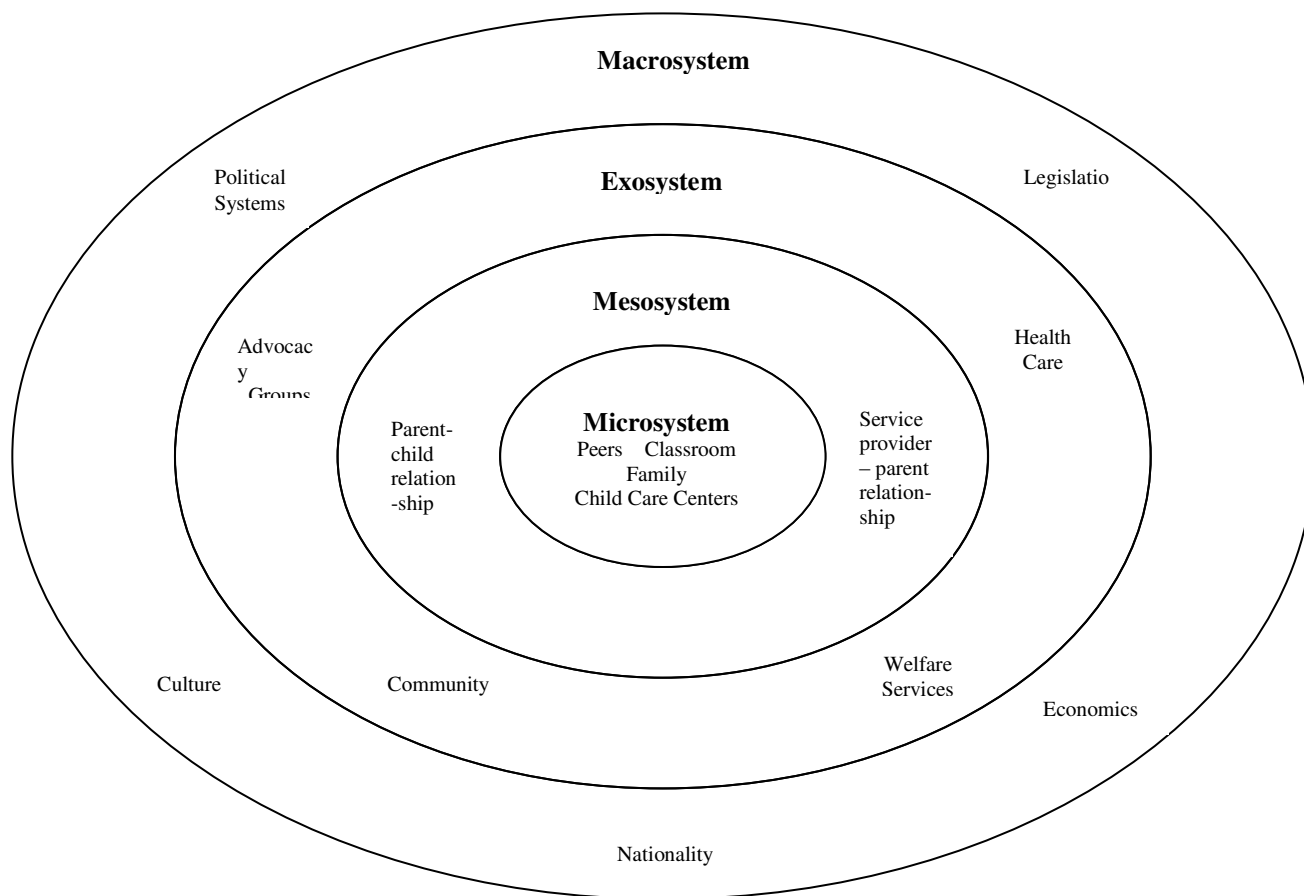 Macrosystem
Political
Systems
Exosystem
Legislatio
Mesosystem
Advocac
y
Groups
Health
Care
Microsystem
Peers Classroom
Family
Child Care Centers
Parent-
child
relation
-ship
Service
provider
– parent
relation-
ship
Culture
Community
Welfare
Services
Economics
Nationality